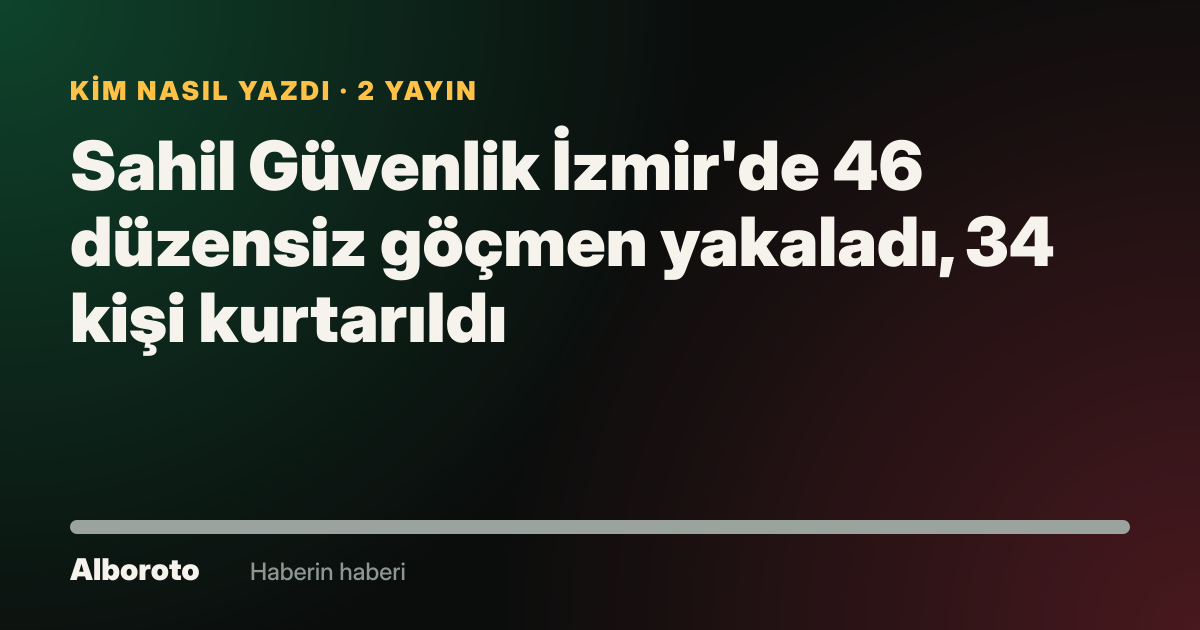 KİM NASIL YAZDI · 2 YAYIN
Sahil Güvenlik İzmir'de 46
düzensiz göçmen yakaladı, 34
kişi kurtarıldı
Alboroto
Haberin haberi